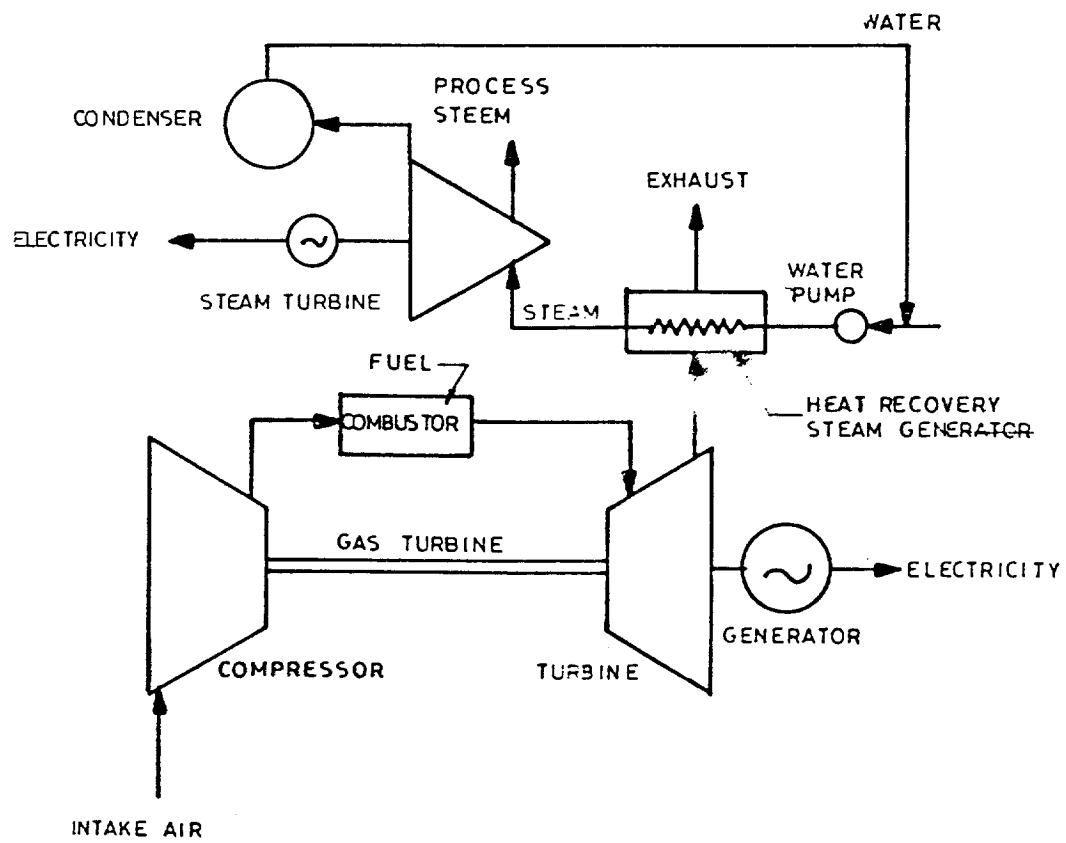 WATER
PROCESS
STEEM
CONDENSER
EXHAUST
ELECTRICITY
WATER
PUMP
STEAM TURBINE
STEAM
FUEL
COMBUSTOR
HEAT RECOVERY
STEAM GENERATOR
GAS TURBINE
ELECTRICITY
GENERATOR
COMPRESSOR
TURBINE
INTAKE AIR